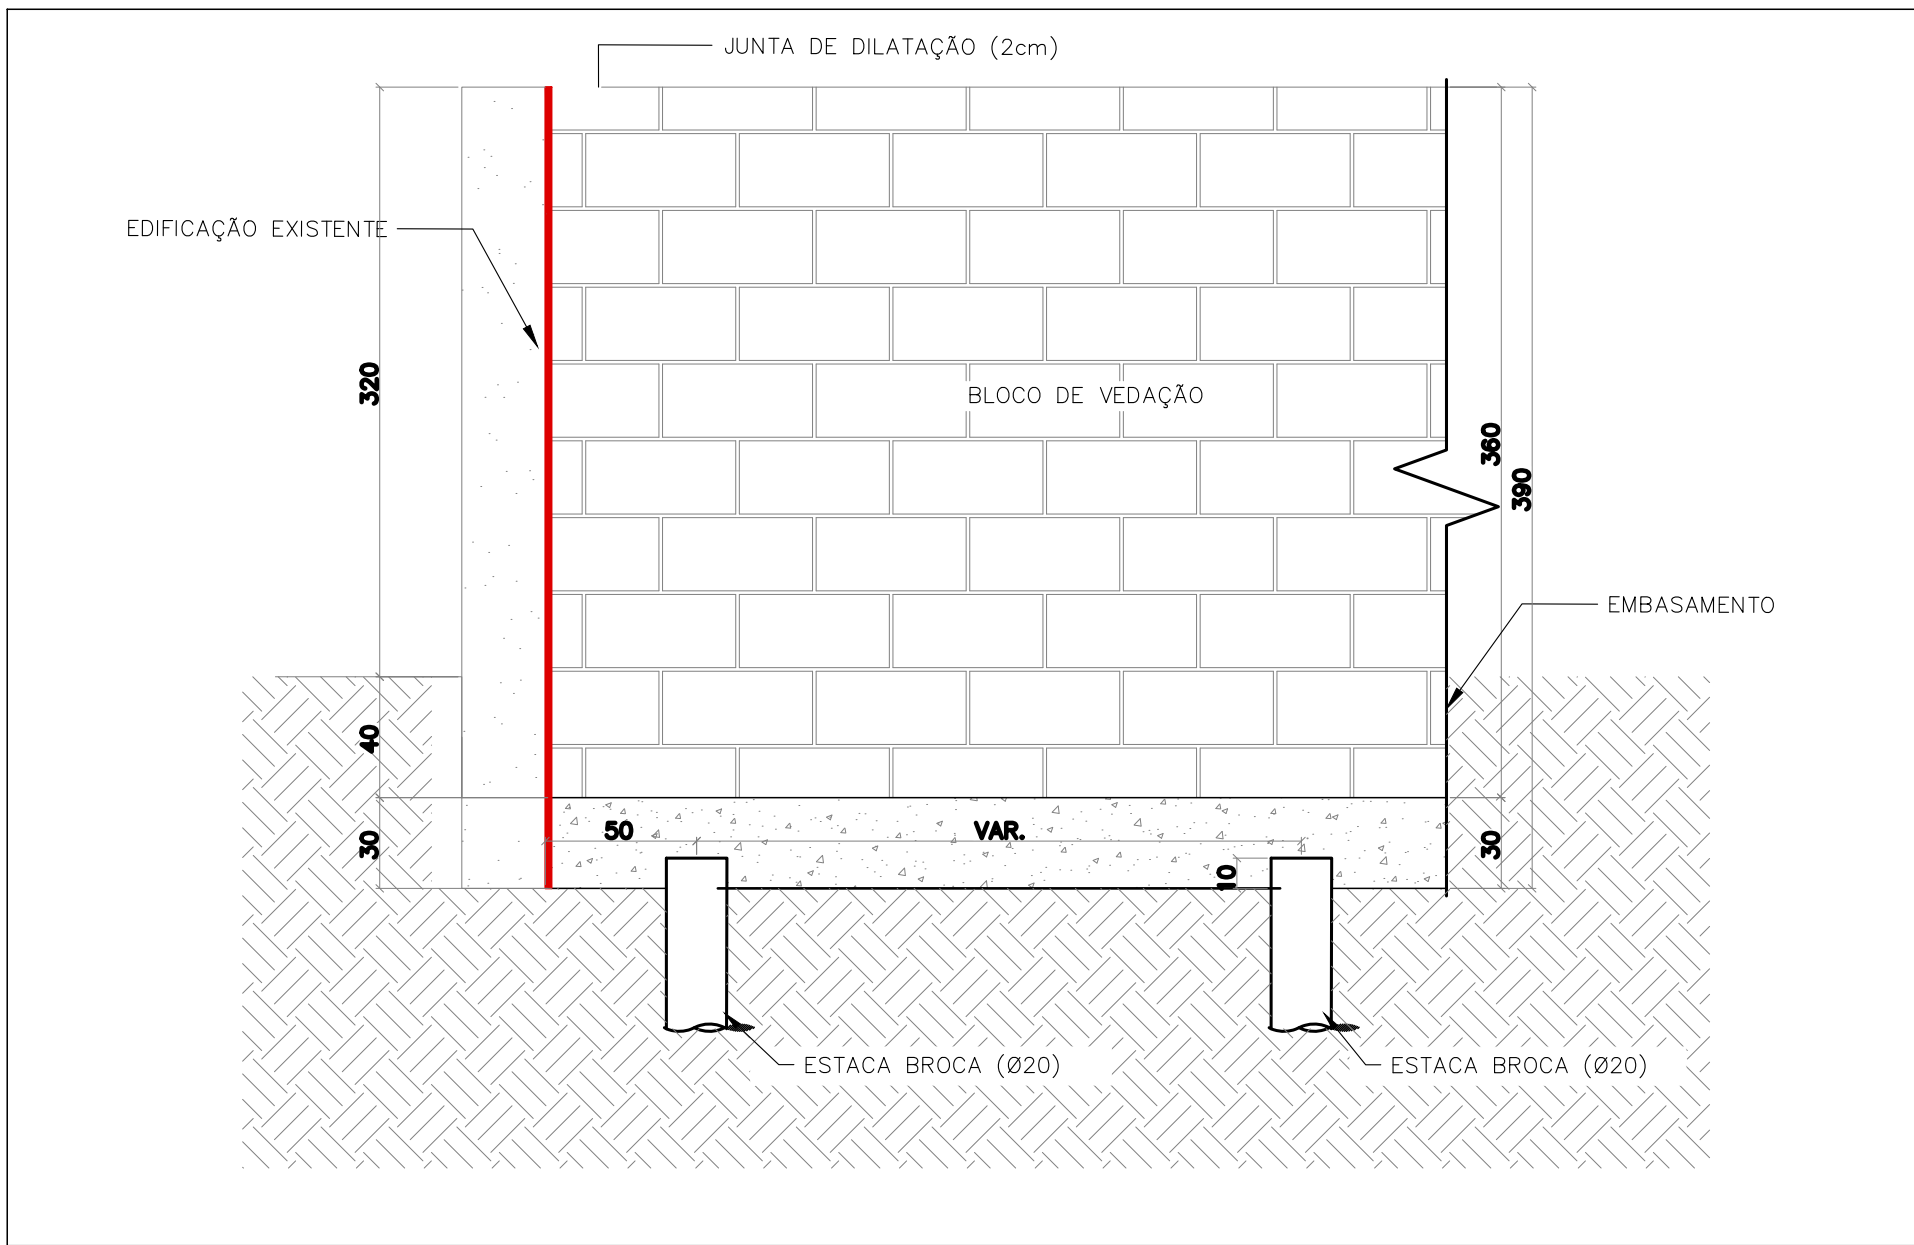 JUNTA DE DILATAÇÃO (2cm)
EDIFICAÇÃO EXISTENTE
320
BLOCO DE VEDAÇÃO
360
390
EMBASAMENTO
40
30
50
VAR.
30
10
ESTACA BROCA (Ø20)
ESTACA BROCA (Ø20)